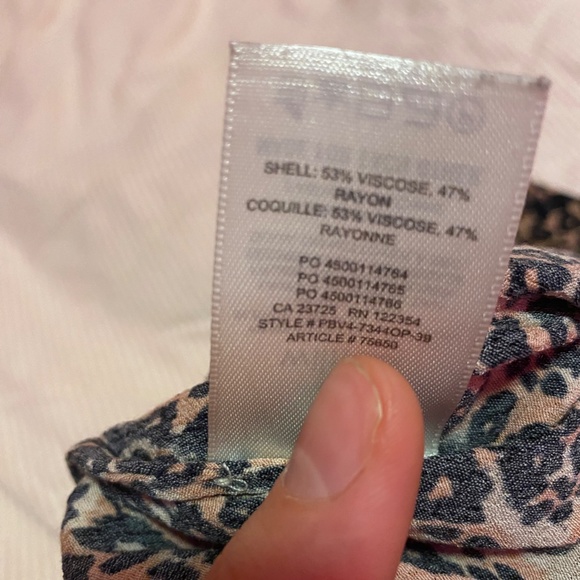 SHELL: 53% VISCOSE, 47%
RAYON
COQUILLE: 53% VISCOSE, 47%
RAYONNE
PO 4500114764
PO 4500114765
PO 4500114766
CA 23725 RN 122354
STYLE # PBV4-7344OP-39
ARTICLE # 75650